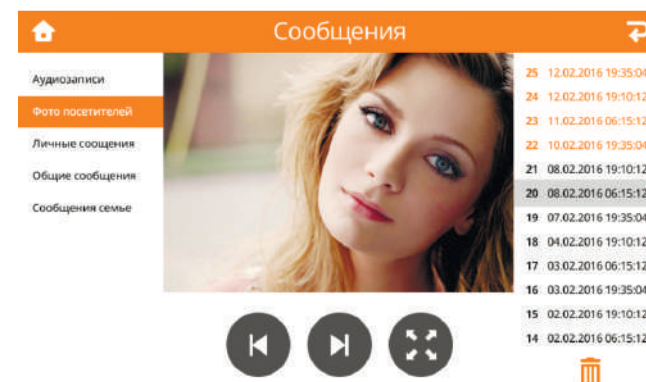 Сообщения
Аудиозаписи
Фото посетителей
Личные соощения
Общие сообщения
Сообщения семье
25 12.02.2016 19:35:04
24 12.02.2016 19:10:12
23 11.02.2016 06:15:12
22 10.02.2016 19:35:04
21 08.02.2016 19:10:12
20 08.02.2016 06:15:12
19 07.02.2016 19:35:04
18 04.02.2016 19:10:12
17 03.02.2016 06:15:12
16 03.02.2016 19:35:04
15 02.02.2016 19:10:12
14 02.02.2016 06:15:12